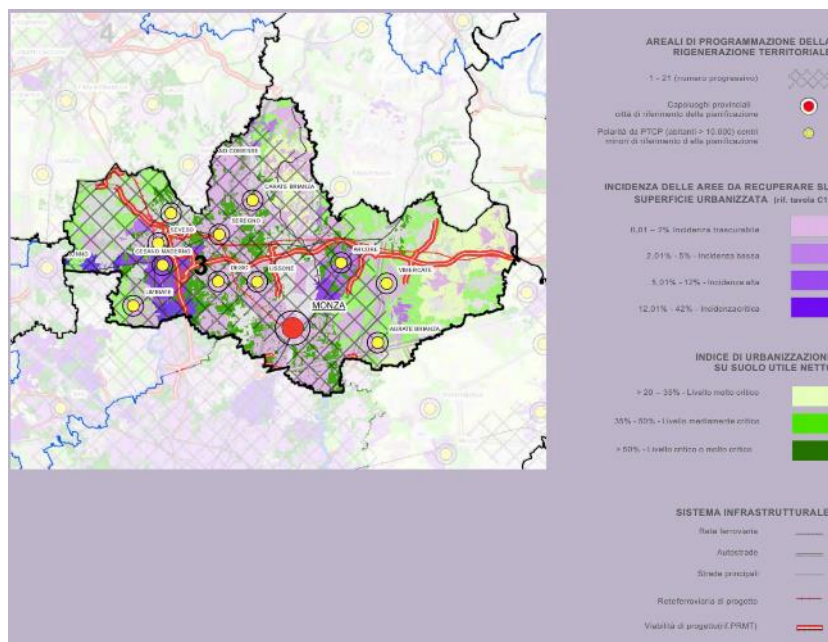 4
NO COMENSE
CARATE BRIANZA
SEVESO
SEREGNO
CESANO MADERNO
ARCORE
3
DESIO
LISSONE
VIMERCATE
LIMBIATE
MONZA
AREALI DI PROGRAMMAZIONE DELLA
RIGENERAZIONE TERRITORIALE
1 - 21 (numero progressivo)
Capoluoghi provinciali
città di riferimento della pianificazione
Polarità da PTCP (abitanti > 10.000) centri
minori di riferimento della pianificazione
INCIDENZA DELLE AREE DA RECUPERARE SU
SUPERFICIE URBANIZZATA (rif. tavola C1
0,01 - 2% Incidenza trascurabile
2,01% - 5% - Incidenza bassa
5,01% - 12% - Incidenza alta
12,01% - 42% - Incidenzacritica
INDICE DI URBANIZZAZIONE
SU SUOLO UTILE NETTO
> 20 - 35% - Livello molto critico
35% - 50% - Livello mediamente critico
> 50% - Livello critico o molto critico
SISTEMA INFRASTRUTTURALE
Rete ferroviaria
Autostrade
Strade principali
Reteferroviaria di progetto
Viabilità di progetto(rif.PRMT)